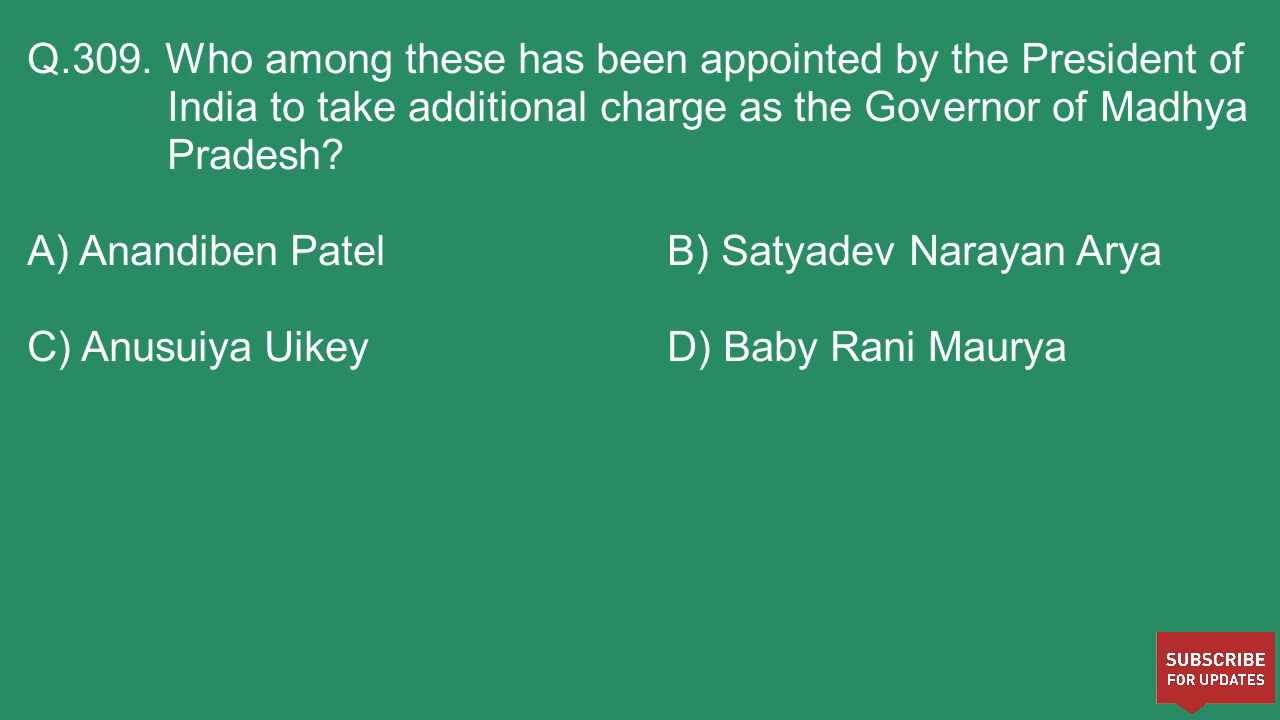 Q.309. Who among these has been appointed by the President of
India to take additional charge as the Governor of Madhya
Pradesh?
A) Anandiben Patel B) Satyadev Narayan Arya
C) Anusuiya Uikey D) Baby Rani Maurya
SUBSCRIBE
FOR UPDATES